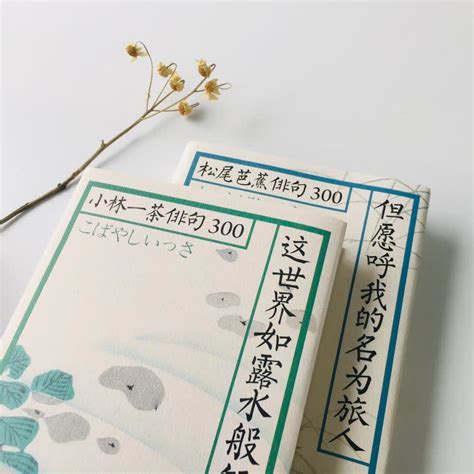 松尾芭蕉俳句300
但愿呼我的名为旅人
小林一茶俳句300
こばやしいっさ
这世界如露水般